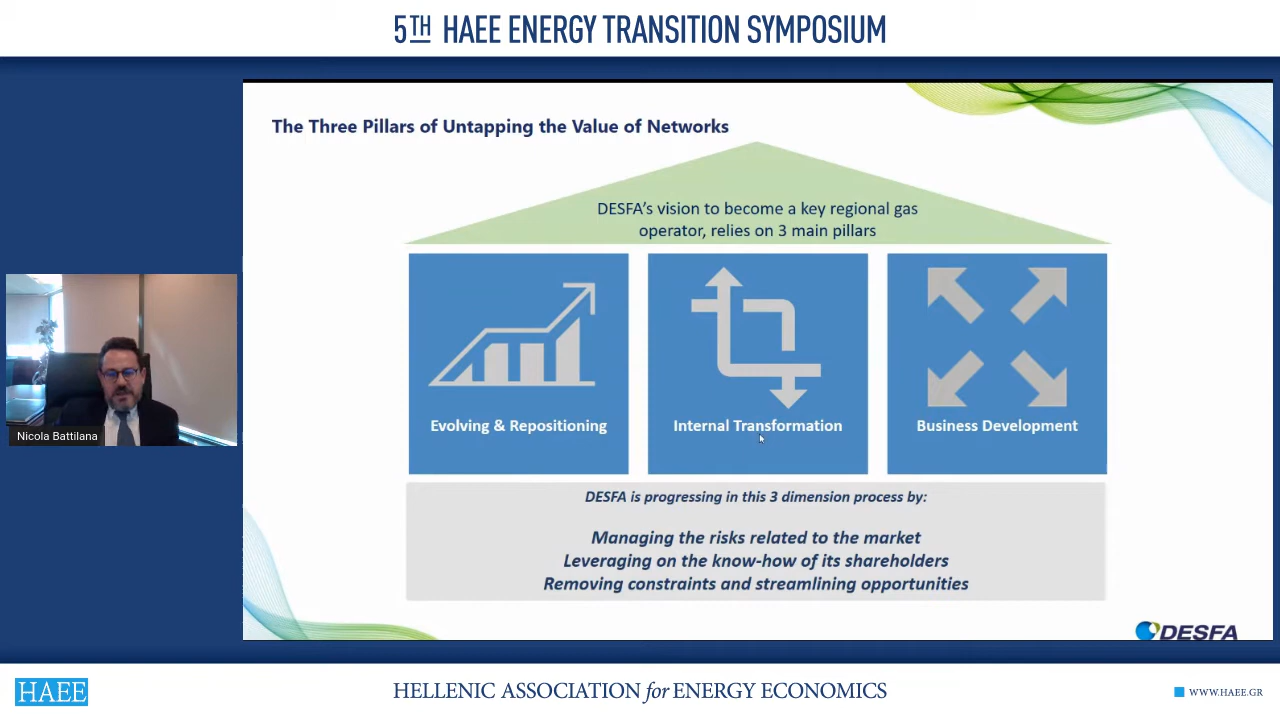 5TH HAEE ENERGY TRANSITION SYMPOSIUM
The Three Pillars of Untapping the Value of Networks
DESFA's vision to become a key regional gas
operator, relies on 3 main pillars
Evolving & Repositioning
Internal Transformation
Business Development
DESFA is progressing in this 3 dimension process by:
Managing the risks related to the market
Leveraging on the know-how of its shareholders
Removing constraints and streamlining opportunities
DESFA
Nicola Battilana
HAEE
HELLENIC ASSOCIATION for ENERGY ECONOMICS
WWW.HAEE.GR